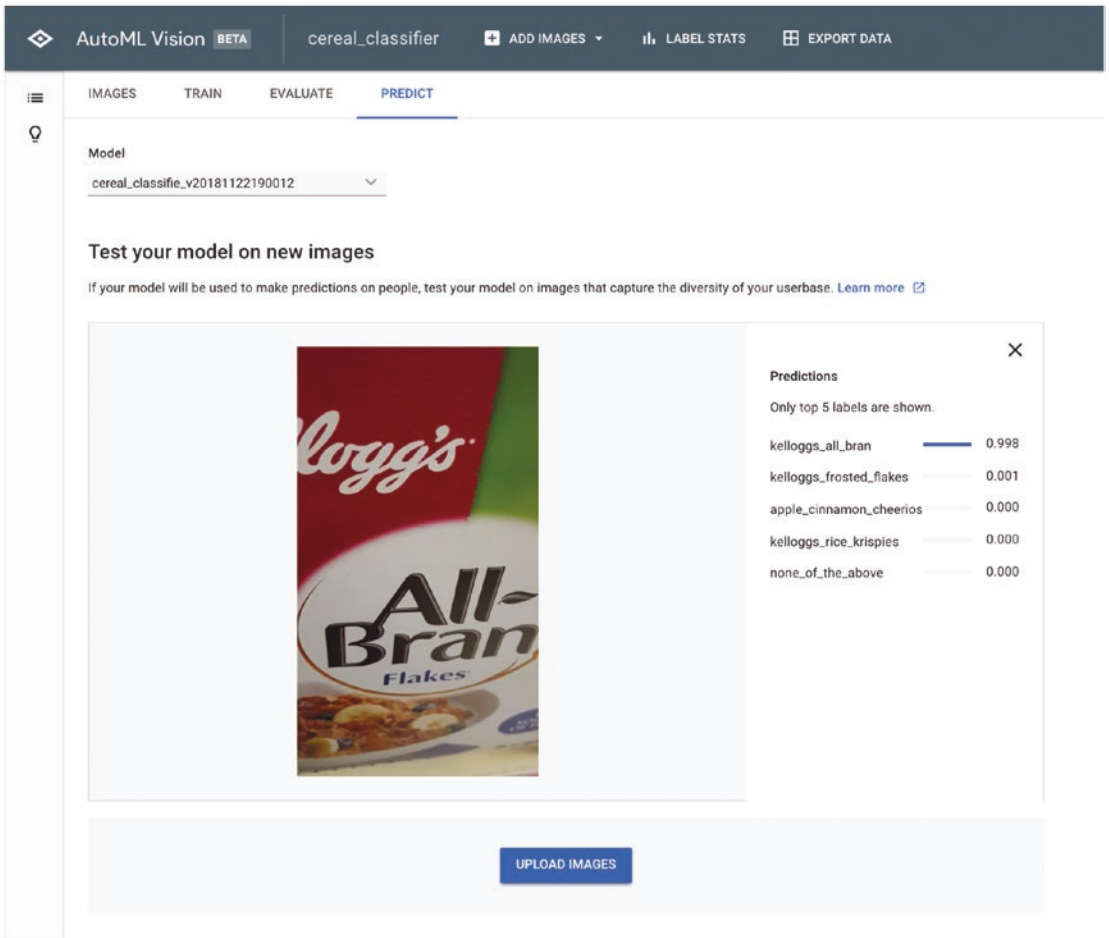 AutoML Vision BETA cereal_classifier ADD IMAGES LABEL STATS EXPORT DATA
IMAGES TRAIN EVALUATE PREDICT
Model
cereal_classifie_v20181122190012
Test your model on new images
If your model will be used to make predictions on people, test your model on images that capture the diversity of your userbase. Learn more
logg's
All-
Bran
Flakes
Predictions
Only top 5 labels are shown.
kelloggs_all_bran 0.998
kelloggs_frosted_flakes 0.001
apple_cinnamon_cheerios 0.000
kelloggs_rice_krispies 0.000
none_of_the_above 0.000
UPLOAD IMAGES